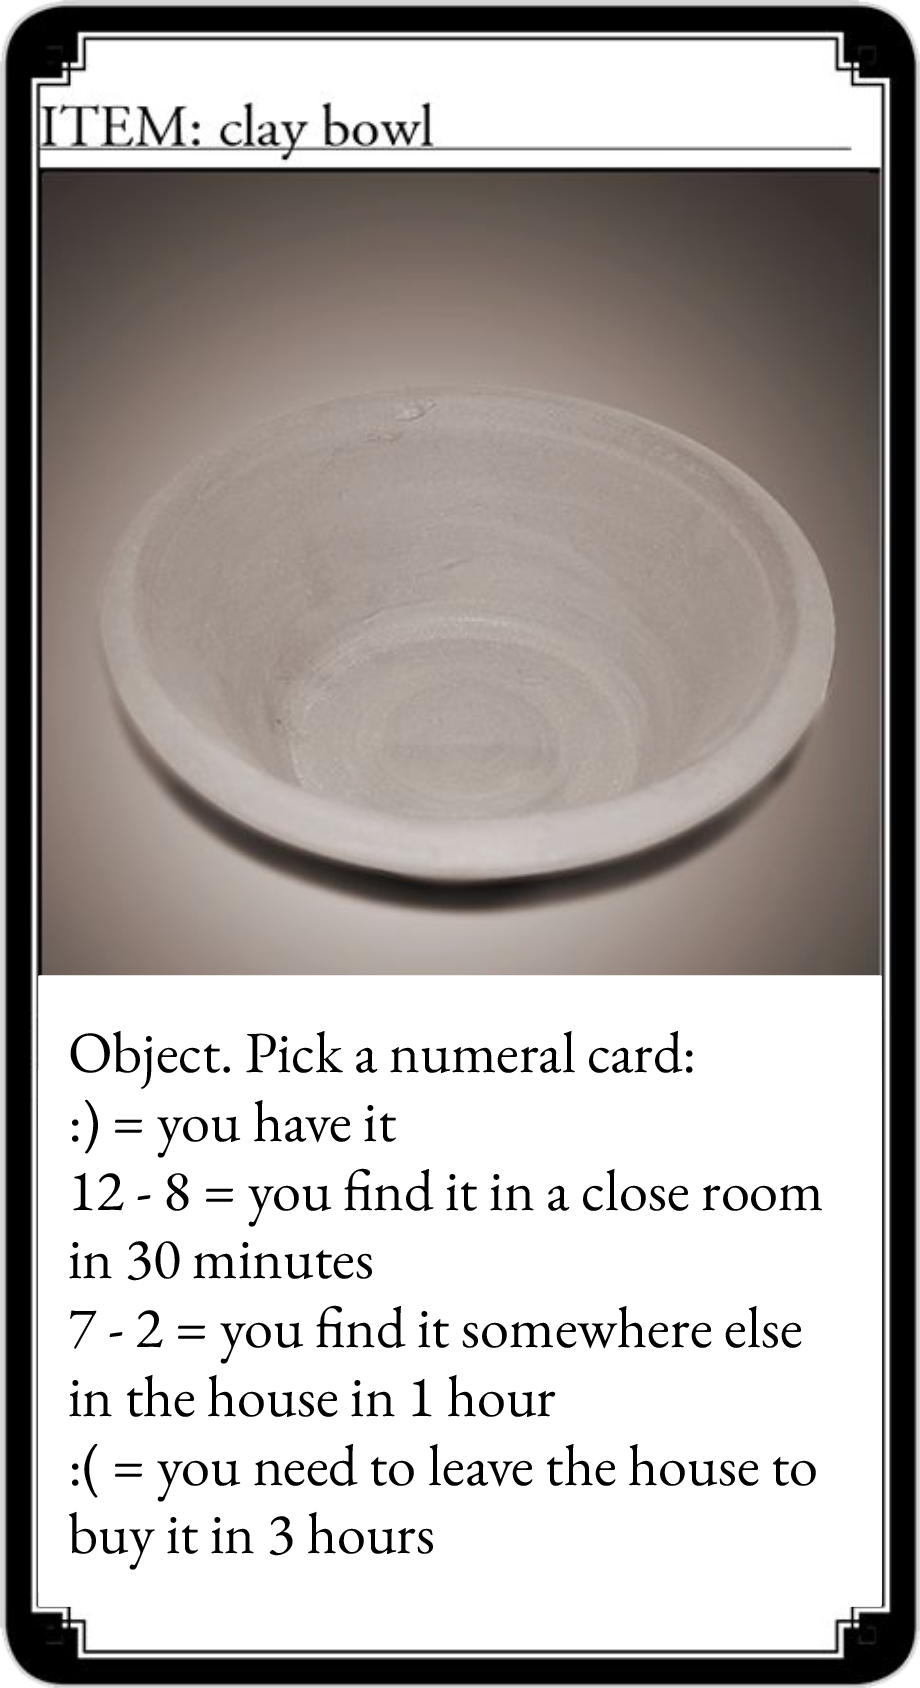 ITEM: clay bowl
Object. Pick a numeral card:
:) = you have it
12 - 8 = you find it in a close room
in 30 minutes
7 - 2 = you find it somewhere else
in the house in 1 hour
:( = you need to leave the house to
buy it in 3 hours